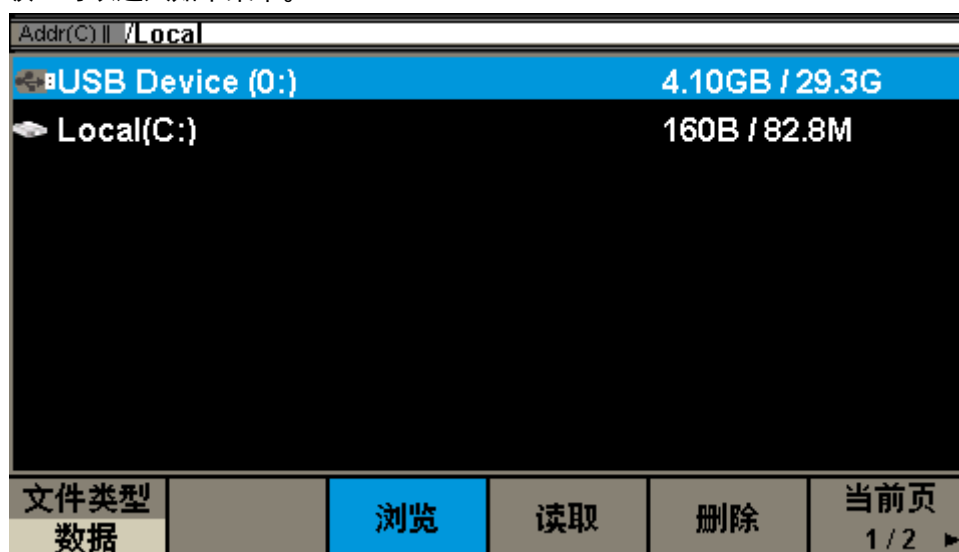 Addr(C) || /Local
USB Device (0:) 4.10GB / 29.3G
Local(C:) 160B / 82.8M
文件类型 当前页
数据 浏览 读取 删除 1 / 2